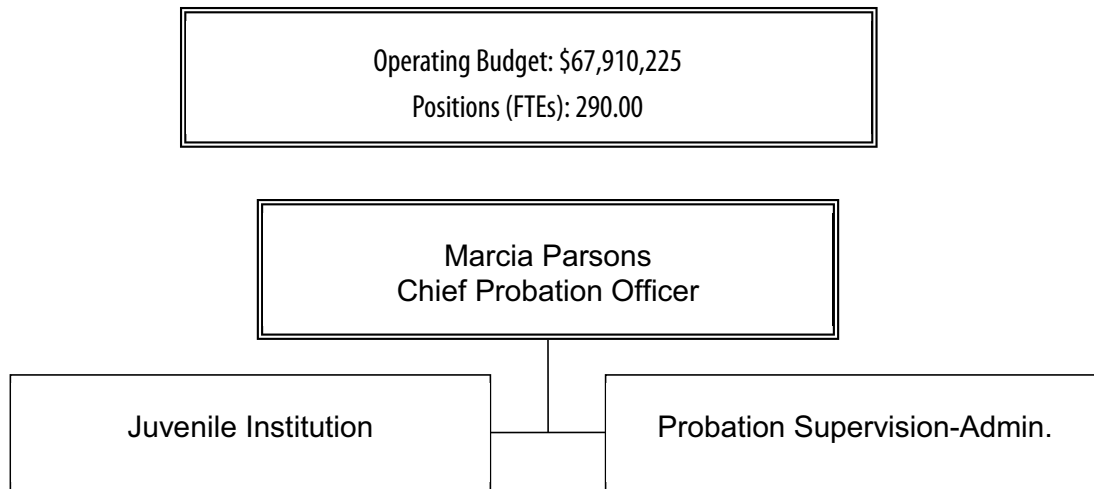 Operating Budget: $67,910,225
Positions (FTEs): 290.00
Marcia Parsons
Chief Probation Officer
Juvenile Institution
Probation Supervision-Admin.